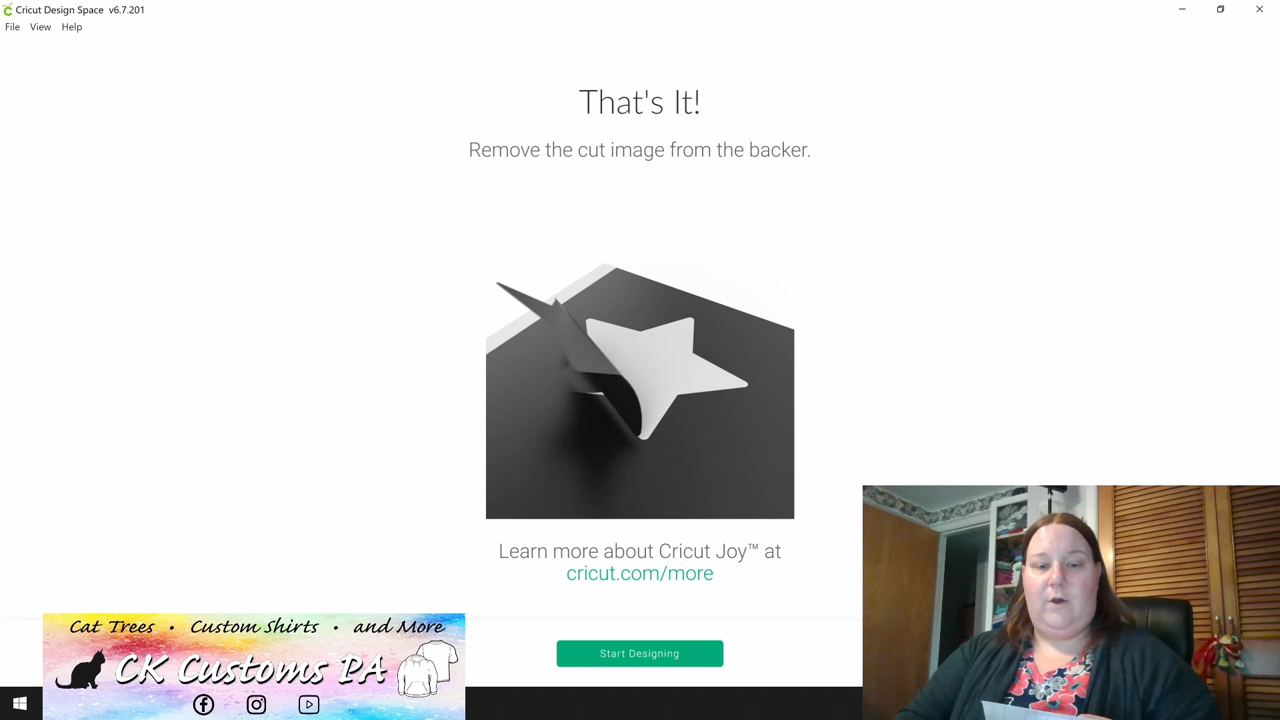 Cricut Design Space v6.7.201
File View Help
That's It!
Remove the cut image from the backer.
Learn more about Cricut Joy™ at
cricut.com/more
Start Designing
Cat Trees • Custom Shirts • and More
CK Customs PA